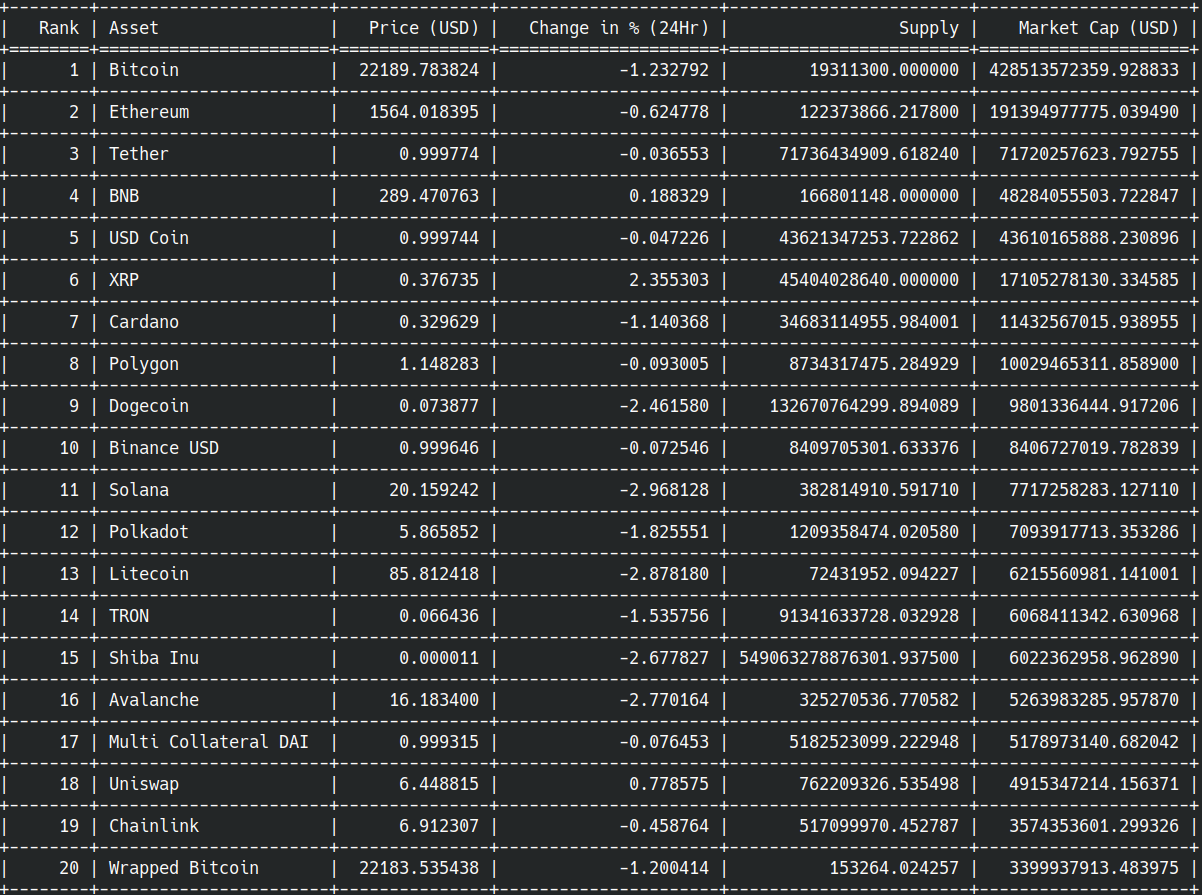 Rank | Asset | Price (USD) | Change in % (24Hr) | Supply | Market Cap (USD)
1 | Bitcoin | 22189.783824 | -1.232792 | 19311300.000000 | 428513572359.928833
2 | Ethereum | 1564.018395 | -0.624778 | 122373866.217800 | 191394977775.039490
3 | Tether | 0.999774 | -0.036553 | 71736434909.618240 | 71720257623.792755
4 | BNB | 289.470763 | 0.188329 | 166801148.000000 | 48284055503.722847
5 | USD Coin | 0.999744 | -0.047226 | 43621347253.722862 | 43610165888.230896
6 | XRP | 0.376735 | 2.355303 | 45404028640.000000 | 17105278130.334585
7 | Cardano | 0.329629 | -1.140368 | 34683114955.984001 | 11432567015.938955
8 | Polygon | 1.148283 | -0.093005 | 8734317475.284929 | 10029465311.858900
9 | Dogecoin | 0.073877 | -2.461580 | 132670764299.894089 | 9801336444.917206
10 | Binance USD | 0.999646 | -0.072546 | 8409705301.633376 | 8406727019.782839
11 | Solana | 20.159242 | -2.968128 | 382814910.591710 | 7717258283.127110
12 | Polkadot | 5.865852 | -1.825551 | 1209358474.020580 | 7093917713.353286
13 | Litecoin | 85.812418 | -2.878180 | 72431952.094227 | 6215560981.141001
14 | TRON | 0.066436 | -1.535756 | 91341633728.032928 | 6068411342.630968
15 | Shiba Inu | 0.000011 | -2.677827 | 549063278876301.937500 | 6022362958.962890
16 | Avalanche | 16.183400 | -2.770164 | 325270536.770582 | 5263983285.957870
17 | Multi Collateral DAI | 0.999315 | -0.076453 | 5182523099.222948 | 5178973140.682042
18 | Uniswap | 6.448815 | 0.778575 | 762209326.535498 | 4915347214.156371
19 | Chainlink | 6.912307 | -0.458764 | 517099970.452787 | 3574353601.299326
20 | Wrapped Bitcoin | 22183.535438 | -1.200414 | 153264.024257 | 3399937913.483975